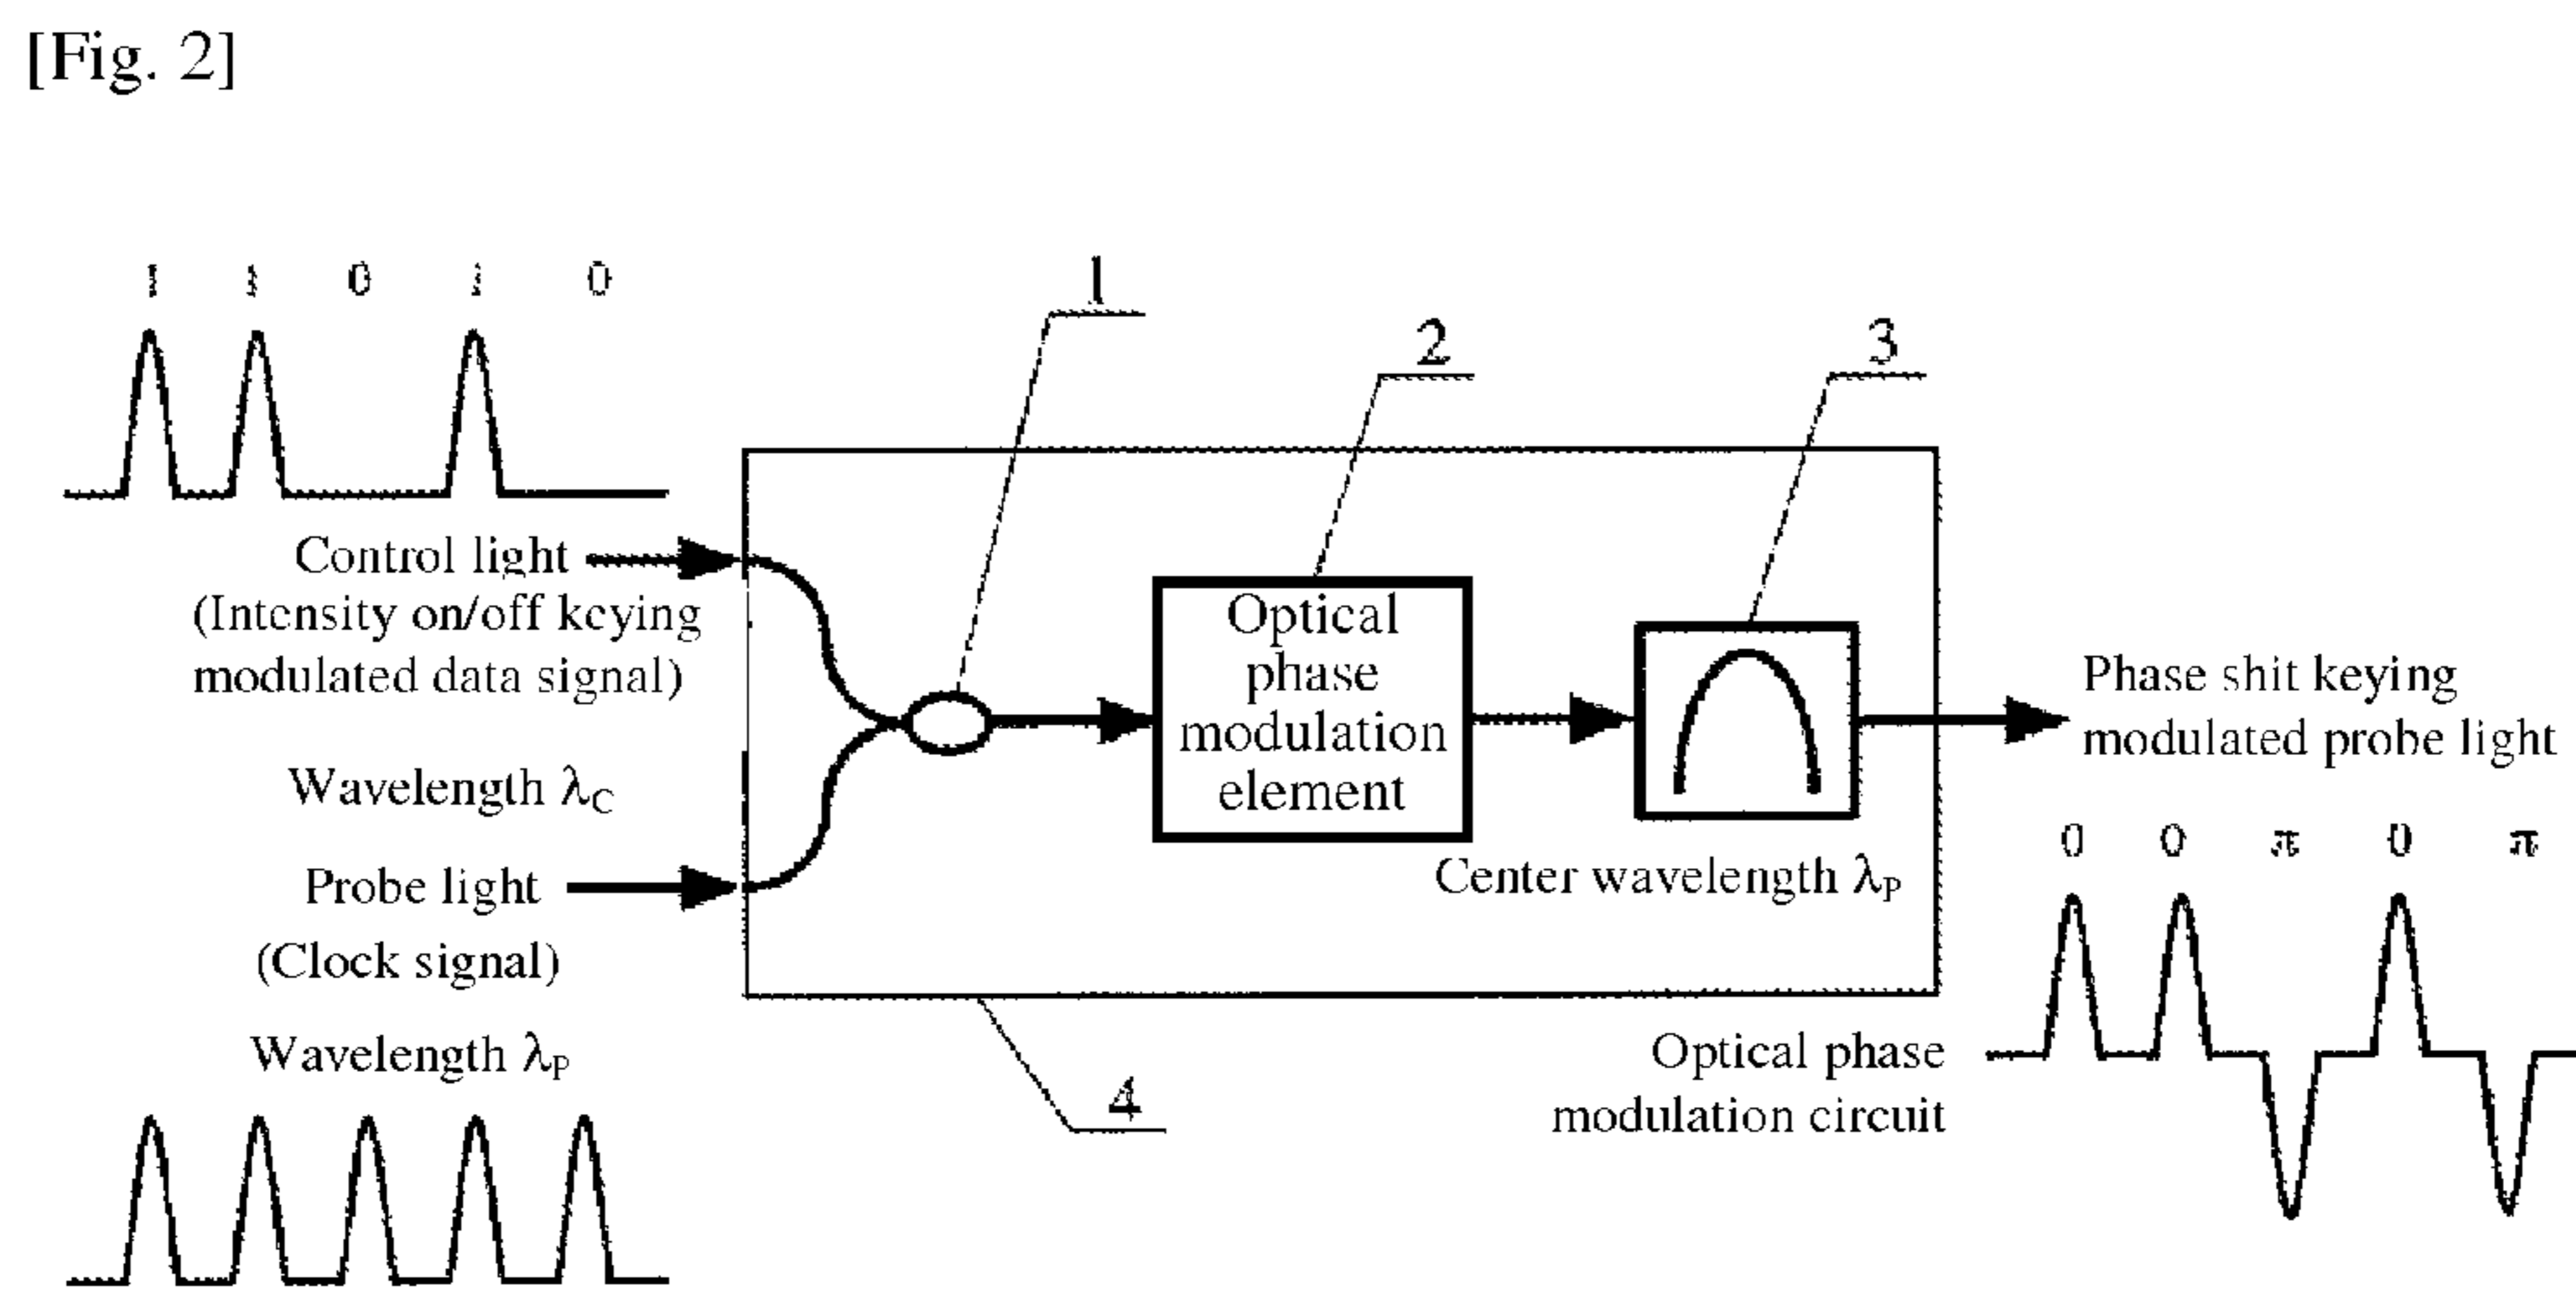 [Fig. 2]
1 1 0 1 0
1
2
3
Control light
(Intensity on/off keying
modulated data signal)
Wavelength λC
Probe light
(Clock signal)
Wavelength λP
Optical
phase
modulation
element
Center wavelength λP
Phase shit keying
modulated probe light
0 0 π 0 π
Optical phase
modulation circuit
4